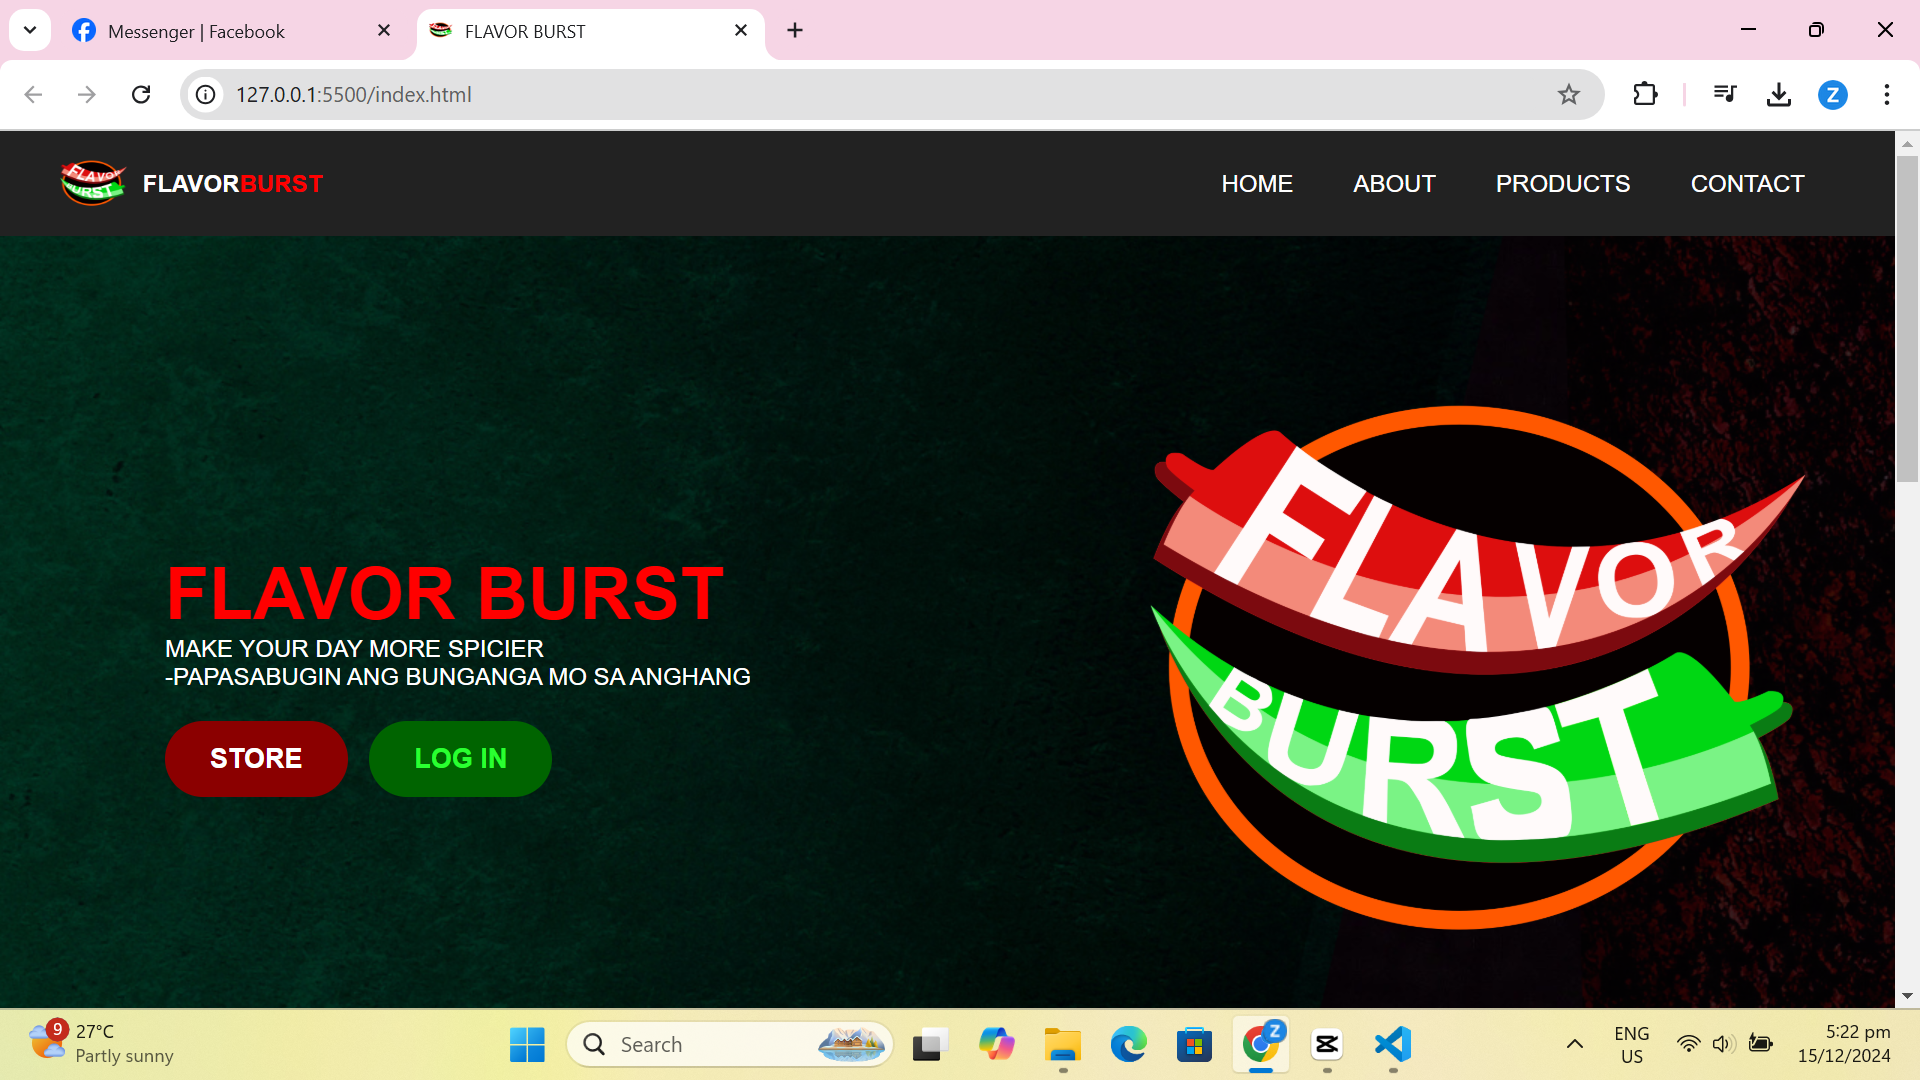 Messenger | Facebook
FLAVOR BURST
127.0.0.1:5500/index.html
Z
FLAVOR
BURST
FLAVORBURST
HOME
ABOUT
PRODUCTS
CONTACT
FLAVOR
BURST
FLAVOR BURST
MAKE YOUR DAY MORE SPICIER
-PAPASABUGIN ANG BUNGANGA MO SA ANGHANG
STORE
LOG IN
9
27°C
Partly sunny
Search
Z
ENG
US
5:22 pm
15/12/2024